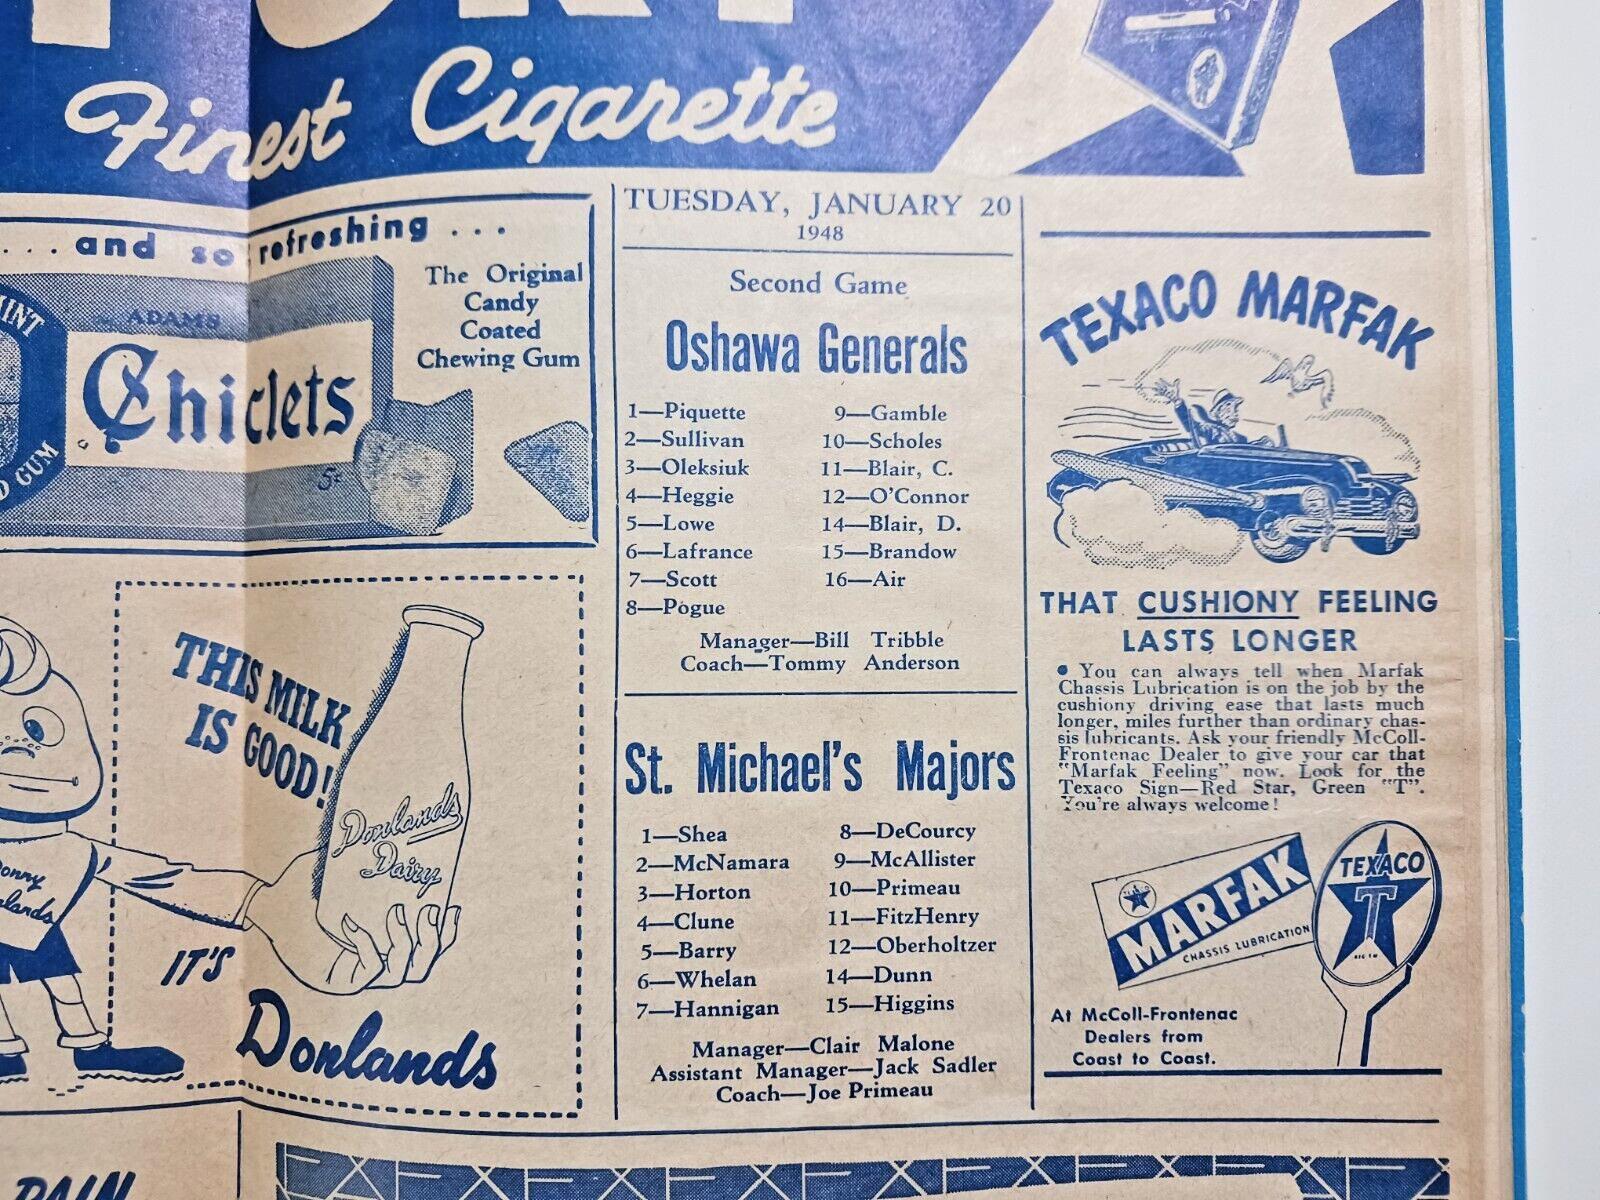 Finest Cigarette
... and so refreshing ...
The Original
Candy
Coated
Chewing Gum
ADAMS
Chiclets
5¢
GUM
THIS MILK
IS GOOD!
Donlands
Dairy
IT'S
Donlands
TUESDAY, JANUARY 20
1948
Second Game
Oshawa Generals
1—Piquette
2—Sullivan
3—Oleksiuk
4—Heggie
5—Lowe
6—Lafrance
7—Scott
8—Pogue
9—Gamble
10—Scholes
11—Blair, C.
12—O'Connor
14—Blair, D.
15—Brandow
16—Air
Manager—Bill Tribble
Coach—Tommy Anderson
St. Michael's Majors
1—Shea
2—McNamara
3—Horton
4—Clune
5—Barry
6—Whelan
7—Hannigan
8—DeCourcy
9—McAllister
10—Primeau
11—FitzHenry
12—Oberholtzer
14—Dunn
15—Higgins
Manager—Clair Malone
Assistant Manager—Jack Sadler
Coach—Joe Primeau
TEXACO MARFAK
THAT CUSHIONY FEELING
LASTS LONGER
• You can always tell when Marfak
Chassis Lubrication is on the job by the
cushiony driving ease that lasts much
longer, miles further than ordinary chas-
sis lubricants. Ask your friendly McColl-
Frontenac Dealer to give your car that
"Marfak Feeling" now. Look for the
Texaco Sign—Red Star, Green "T".
You're always welcome!
MARFAK
CHASSIS LUBRICATION
TEXACO
T
At McColl-Frontenac
Dealers from
Coast to Coast.